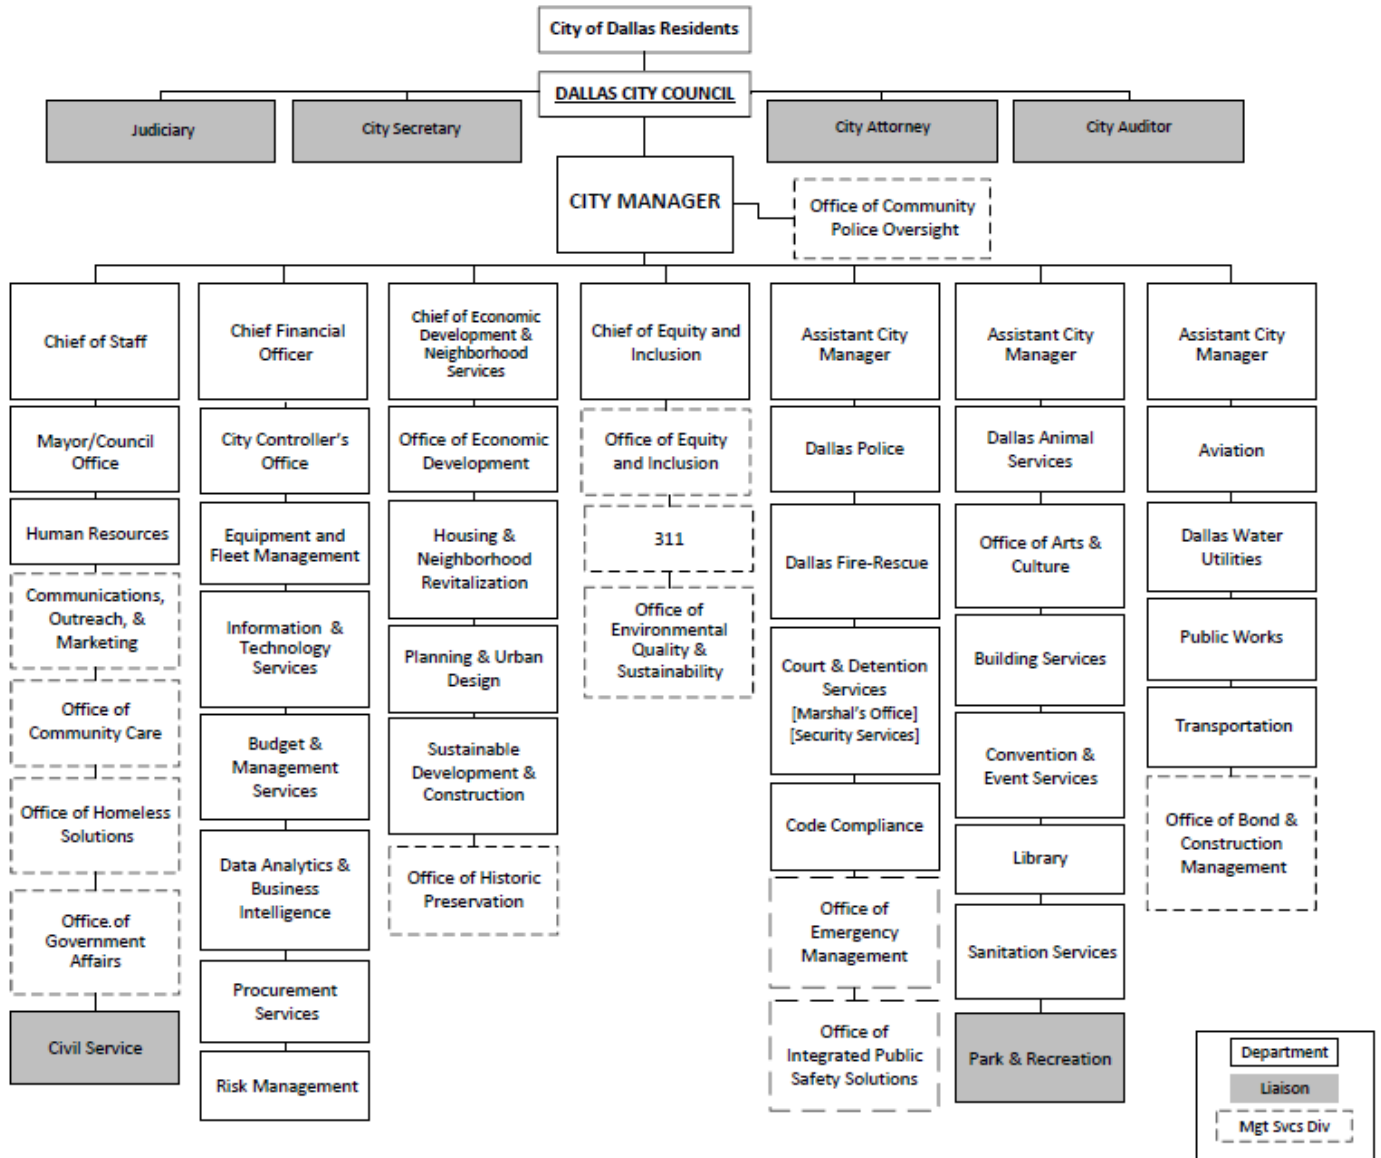 City of Dallas Residents
DALLAS CITY COUNCIL
Judiciary
City Secretary
City Attorney
City Auditor
CITY MANAGER
Office of Community
Police Oversight
Chief of Staff
Mayor/Council
Office
Human Resources
Communications,
Outreach, &
Marketing
Office of
Community Care
Office of Homeless
Solutions
Office.of
Government
Affairs
Civil Service
Chief Financial
Officer
City Controller's
Office
Equipment and
Fleet Management
Information &
Technology
Services
Budget &
Management
Services
Data Analytics &
Business
Intelligence
Procurement
Services
Risk Management
Chief of Economic
Development &
Neighborhood
Services
Office of Economic
Development
Housing &
Neighborhood
Revitalization
Planning & Urban
Design
Sustainable
Development &
Construction
Office of Historic
Preservation
Chief of Equity and
Inclusion
Office of Equity
and Inclusion
311
Office of
Environmental
Quality &
Sustainability
Assistant City
Manager
Dallas Police
Dallas Fire-Rescue
Court & Detention
Services
[Marshal's Office]
[Security Services]
Code Compliance
Office of
Emergency
Management
Office of
Integrated Public
Safety Solutions
Assistant City
Manager
Dallas Animal
Services
Office of Arts &
Culture
Building Services
Convention &
Event Services
Library
Sanitation Services
Park & Recreation
Assistant City
Manager
Aviation
Dallas Water
Utilities
Public Works
Transportation
Office of Bond &
Construction
Management
Department
Liaison
Mgt Svcs Div